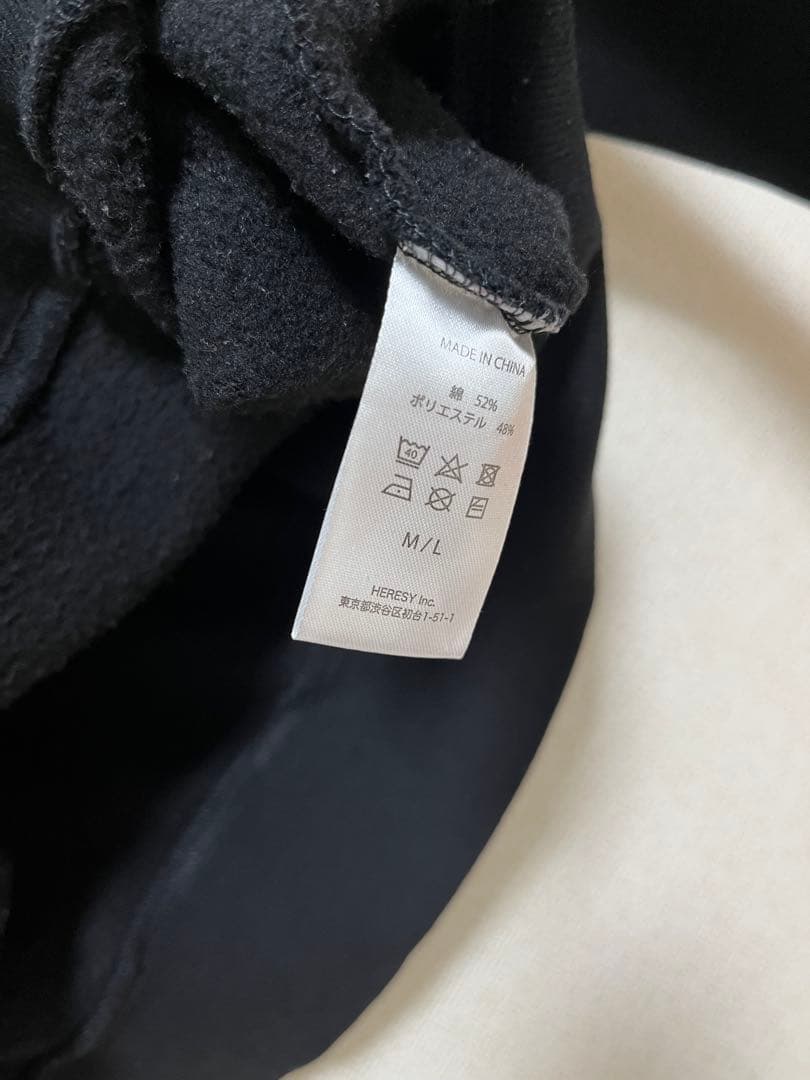 MADE IN CHINA
綿 52%
ポリエステル 48%
40
M / L
HERESY Inc.
東京都渋谷区初台1-51-1